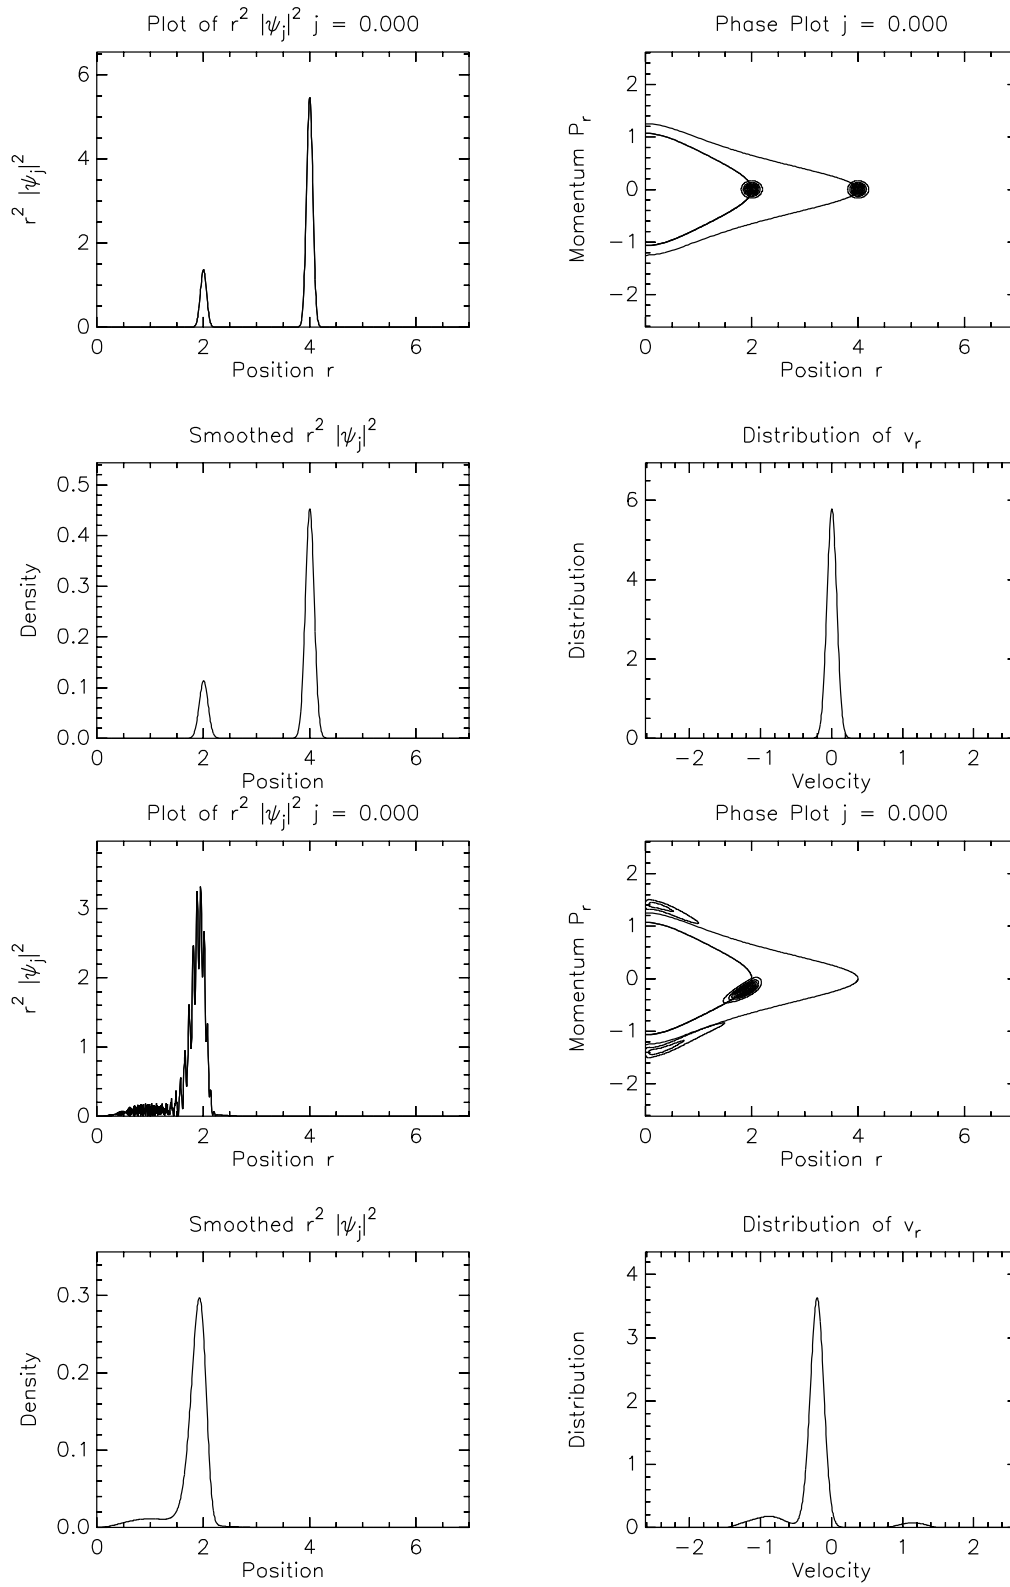 Plot of r² |ψⱼ|² j = 0.000
r² |ψⱼ|²
6
4
2
0
0 2 4 6
Position r
Phase Plot j = 0.000
Momentum Pᵣ
2
1
0
−1
−2
0 2 4 6
Position r
Smoothed r² |ψⱼ|²
Density
0.5
0.4
0.3
0.2
0.1
0.0
0 2 4 6
Position
Distribution of vᵣ
Distribution
6
4
2
0
−2 −1 0 1 2
Velocity
Plot of r² |ψⱼ|² j = 0.000
r² |ψⱼ|²
3
2
1
0
0 2 4 6
Position r
Phase Plot j = 0.000
Momentum Pᵣ
2
1
0
−1
−2
0 2 4 6
Position r
Smoothed r² |ψⱼ|²
Density
0.3
0.2
0.1
0.0
0 2 4 6
Position
Distribution of vᵣ
Distribution
4
3
2
1
0
−2 −1 0 1 2
Velocity